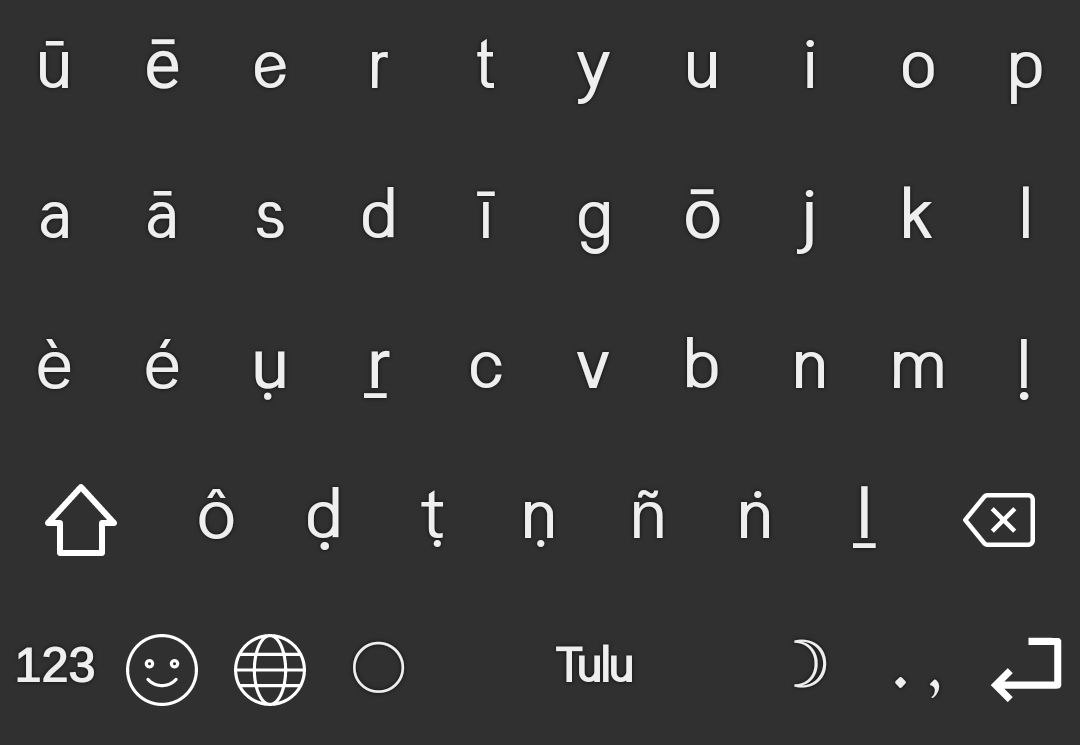 ū ē e r t y u i o p
a ā s d ī g ō j k l
è é ụ ṟ c v b n m ḷ
ô ḍ ṭ ṇ ñ ṅ ḻ
123 Tulu . ,